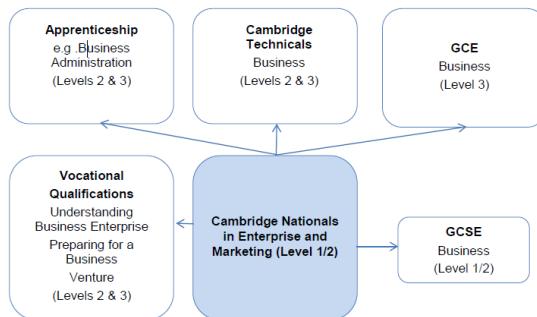 Apprenticeship
e.g .Business
Administration
(Levels 2 & 3)
Cambridge
Technicals
Business
(Levels 2 & 3)
GCE
Business
(Level 3)
Vocational
Qualifications
Understanding
Business Enterprise
Preparing for a
Business
Venture
(Levels 2 & 3)
Cambridge Nationals
in Enterprise and
Marketing (Level 1/2)
GCSE
Business
(Level 1/2)